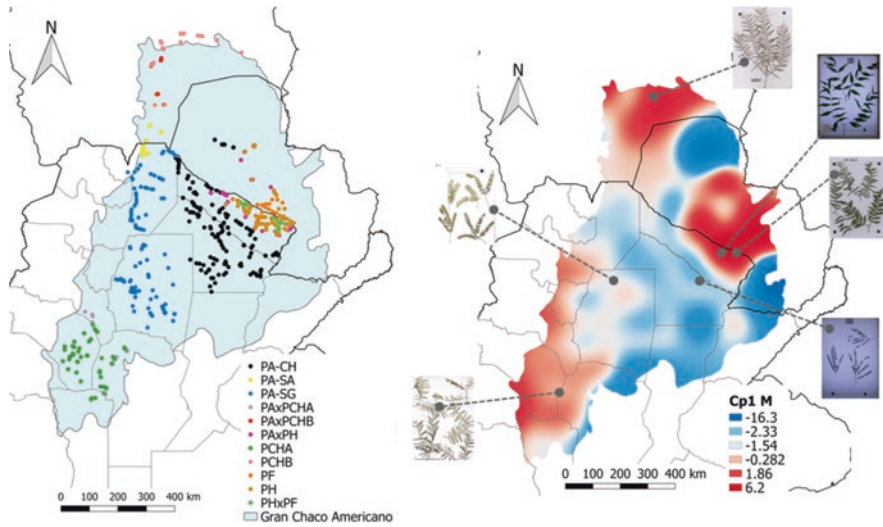 N
PA-CH
PA-SA
PA-SG
PAxPCHA
PAxPCHB
PAxPH
PCHA
PCHB
PF
PH
PHxPF
Gran Chaco Americano
0 100 200 300 400 km
N
Cp1 M
-16.3
-2.33
-1.54
-0.282
1.86
6.2
0 100 200 300 400 km